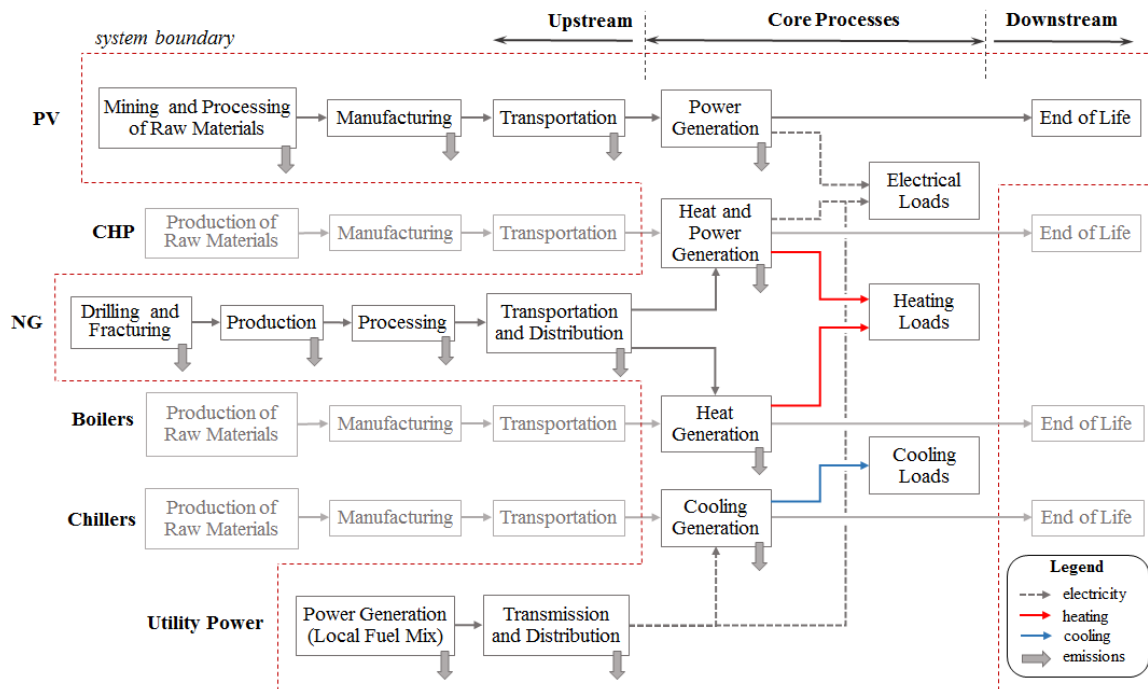 Upstream
Core Processes
Downstream
system boundary
PV
Mining and Processing
of Raw Materials
Manufacturing
Transportation
Power
Generation
End of Life
Electrical
Loads
CHP
Production of
Raw Materials
Manufacturing
Transportation
Heat and
Power
Generation
End of Life
NG
Drilling and
Fracturing
Production
Processing
Transportation
and Distribution
Heating
Loads
Boilers
Production of
Raw Materials
Manufacturing
Transportation
Heat
Generation
End of Life
Cooling
Loads
Chillers
Production of
Raw Materials
Manufacturing
Transportation
Cooling
Generation
End of Life
Utility Power
Power Generation
(Local Fuel Mix)
Transmission
and Distribution
Legend
electricity
heating
cooling
emissions